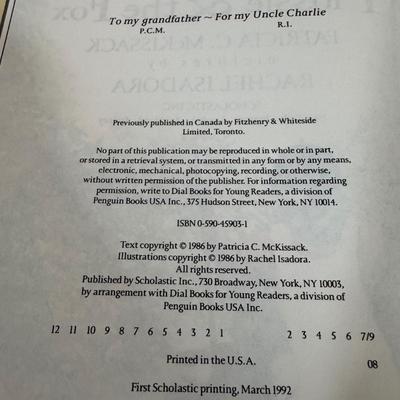 To my grandfather ~ For my Uncle Charlie
P.C.M. R.I.
Previously published in Canada by Fitzhenry & Whiteside
Limited, Toronto.
No part of this publication may be reproduced in whole or in part,
or stored in a retrieval system, or transmitted in any form or by any means,
electronic, mechanical, photocopying, recording, or otherwise,
without written permission of the publisher. For information regarding
permission, write to Dial Books for Young Readers, a division of
Penguin Books USA Inc., 375 Hudson Street, New York, NY 10014.
ISBN 0-590-45903-1
Text copyright © 1986 by Patricia C. McKissack.
Illustrations copyright © 1986 by Rachel Isadora.
All rights reserved.
Published by Scholastic Inc., 730 Broadway, New York, NY 10003,
by arrangement with Dial Books for Young Readers, a division of
Penguin Books USA Inc.
12 11 10 9 8 7 6 5 4 3 2 1 2 3 4 5 6 7/9
Printed in the U.S.A. 08
First Scholastic printing, March 1992